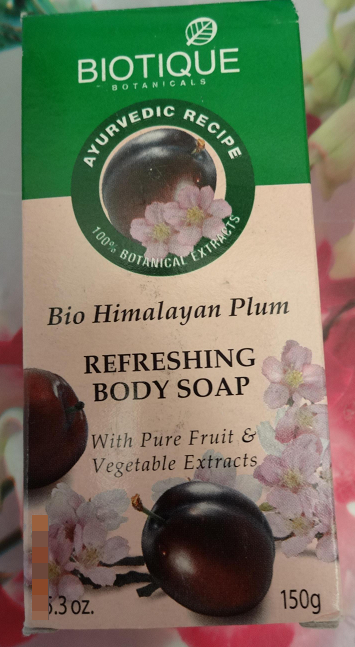 BIOTIQUE
BOTANICALS
AYURVEDIC RECIPE
100% BOTANICAL EXTRACTS
Bio Himalayan Plum
REFRESHING
BODY SOAP
With Pure Fruit &
Vegetable Extracts
5.3 oz. 150g